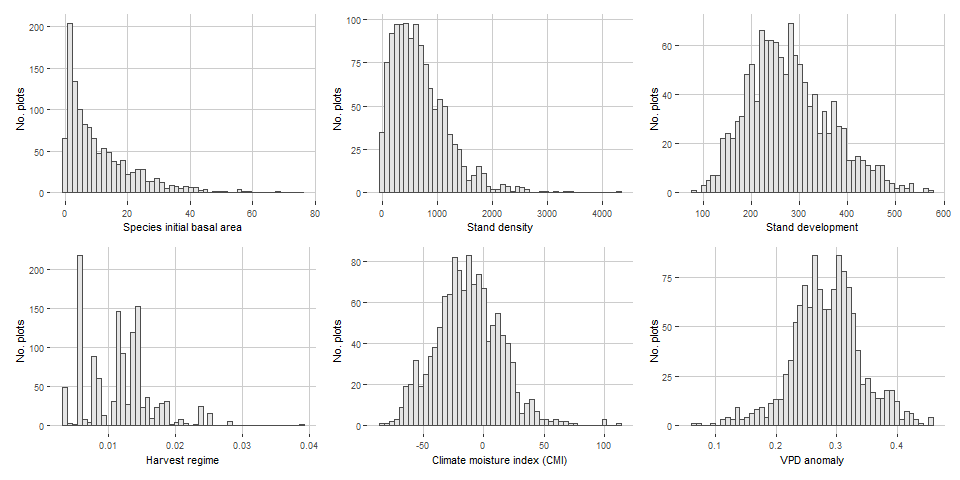 No. plots
200
150
100
50
0
0 20 40 60 80
Species initial basal area
No. plots
100
75
50
25
0
0 1000 2000 3000 4000
Stand density
No. plots
60
40
20
0
100 200 300 400 500 600
Stand development
No. plots
200
150
100
50
0
0.01 0.02 0.03 0.04
Harvest regime
No. plots
80
60
40
20
0
-50 0 50 100
Climate moisture index (CMI)
No. plots
75
50
25
0
0.1 0.2 0.3 0.4
VPD anomaly